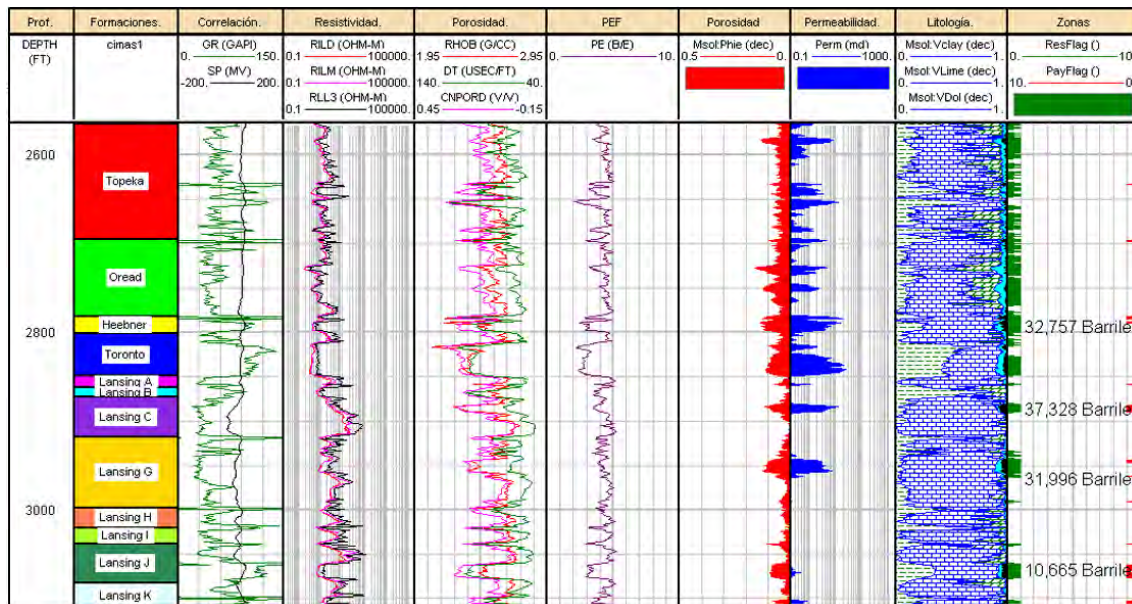 Prof. Formaciones. Correlación. Resistividad. Porosidad. PEF Porosidad Permeabilidad. Litología. Zonas
DEPTH (FT) cimas1
GR (GAPI)
0. 150.
SP (MV)
-200. 200.
RILD (OHM-M)
0.1 100000.
RILM (OHM-M)
0.1 100000.
RLL3 (OHM-M)
0.1 100000.
RHOB (G/CC)
1.95 2.95
DT (USEC/FT)
140. 40.
CNPORD (V/V)
0.45 -0.15
PE (B/E)
0. 10.
Msol:Phie (dec)
0.5 0.
Perm (md)
0.1 1000.
Msol:Vclay (dec)
0. 1.
Msol:VLime (dec)
0. 1.
Msol:VDol (dec)
0. 1.
ResFlag ()
0. 10
PayFlag ()
10. 0
2600
Topeka
Oread
2800
Heebner
32,757 Barrile
Toronto
Lansing A
Lansing B
Lansing C
37,328 Barrile
Lansing G
31,996 Barrile
3000
Lansing H
Lansing I
Lansing J
10,665 Barrile
Lansing K